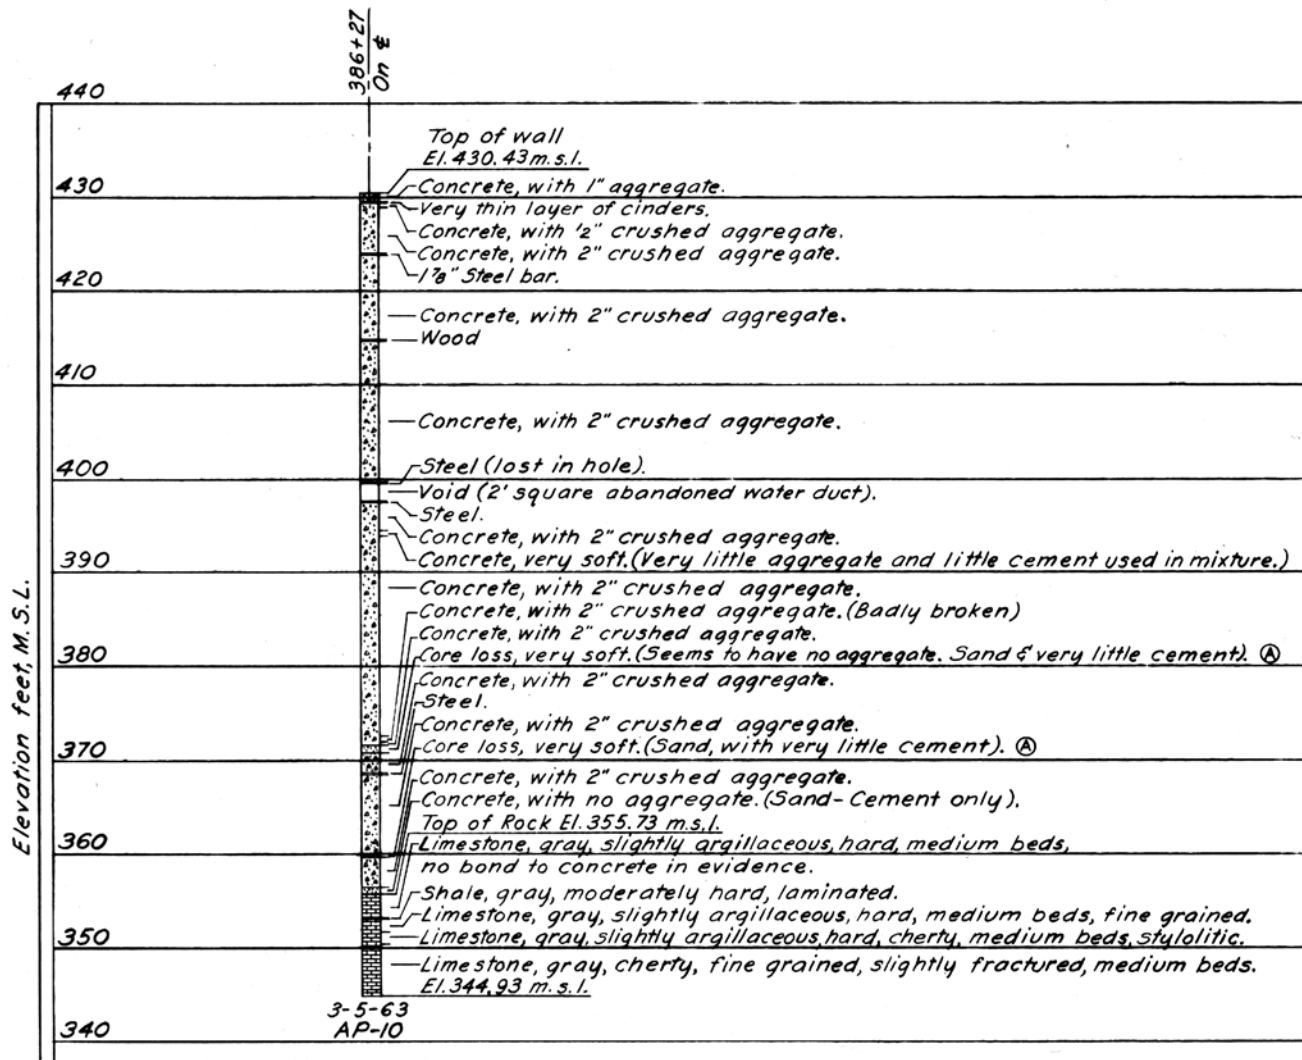 386+27
On ℄
440
Top of wall
El. 430.43 m.s.l.
430
Concrete, with 1" aggregate.
Very thin layer of cinders.
Concrete, with 1/2" crushed aggregate.
Concrete, with 2" crushed aggregate.
1 7/8" Steel bar.
420
Concrete, with 2" crushed aggregate.
Wood
410
Concrete, with 2" crushed aggregate.
400
Steel (lost in hole).
Void (2' square abandoned water duct).
Steel.
Concrete, with 2" crushed aggregate.
Concrete, very soft. (Very little aggregate and little cement used in mixture.)
390
Concrete, with 2" crushed aggregate.
Concrete, with 2" crushed aggregate. (Badly broken)
Concrete, with 2" crushed aggregate.
Core loss, very soft. (Seems to have no aggregate. Sand & very little cement). Ⓐ
380
Concrete, with 2" crushed aggregate.
Steel.
Concrete, with 2" crushed aggregate.
Core loss, very soft. (Sand, with very little cement). Ⓐ
370
Concrete, with 2" crushed aggregate.
Concrete, with no aggregate. (Sand-Cement only).
Top of Rock El. 355.73 m.s.l.
Limestone, gray, slightly argillaceous, hard, medium beds,
no bond to concrete in evidence.
360
Shale, gray, moderately hard, laminated.
Limestone, gray, slightly argillaceous, hard, medium beds, fine grained.
Limestone, gray, slightly argillaceous, hard, cherty, medium beds, stylolitic.
350
Limestone, gray, cherty, fine grained, slightly fractured, medium beds.
El. 344.93 m.s.l.
3-5-63
AP-10
340
Elevation feet, M.S.L.